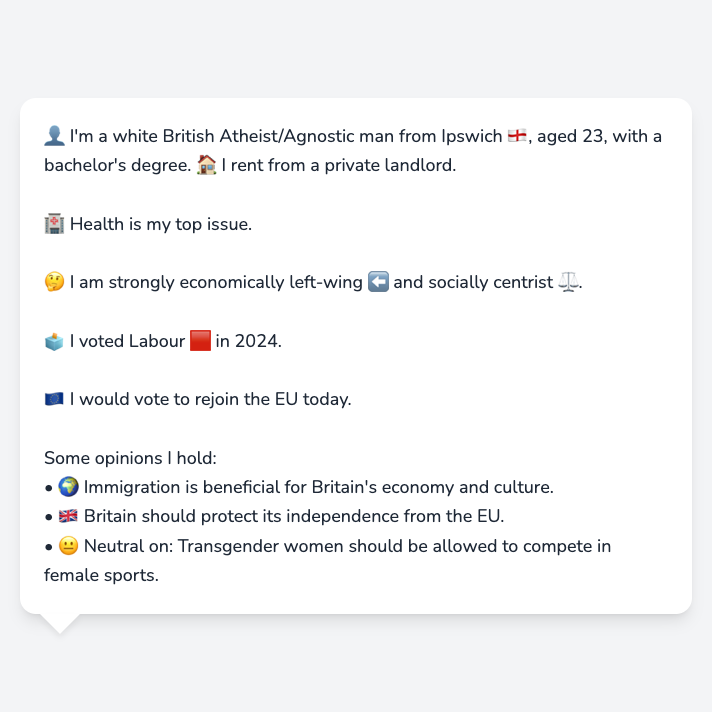 👤 I'm a white British Atheist/Agnostic man from Ipswich 🏴󠁧󠁢󠁥󠁮󠁧󠁿, aged 23, with a
bachelor's degree. 🏠 I rent from a private landlord.
🏥 Health is my top issue.
🤔 I am strongly economically left-wing ⬅️ and socially centrist ⚖️.
🗳️ I voted Labour 🟥 in 2024.
🇪🇺 I would vote to rejoin the EU today.
Some opinions I hold:
• 🌍 Immigration is beneficial for Britain's economy and culture.
• 🇬🇧 Britain should protect its independence from the EU.
• 😐 Neutral on: Transgender women should be allowed to compete in
female sports.